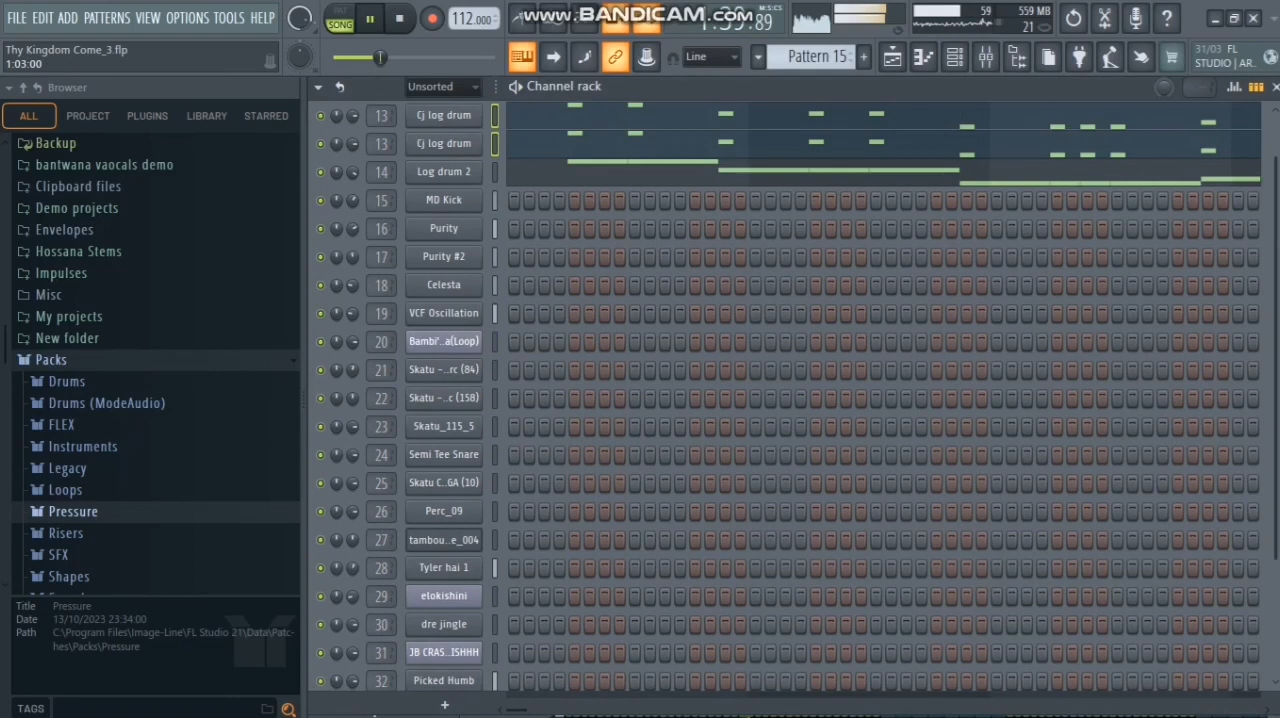 FILE EDIT ADD PATTERNS VIEW OPTIONS TOOLS HELP
SONG
112.000
www.BANDICAM.com
M:S:CS
89
59
559 MB
21
Thy Kingdom Come_3.flp
1:03:00
Line
Pattern 15
31/03 FL
STUDIO | AR..
Browser
Unsorted
Channel rack
ALL
PROJECT
PLUGINS
LIBRARY
STARRED
Backup
bantwana vaocals demo
Clipboard files
Demo projects
Envelopes
Hossana Stems
Impulses
Misc
My projects
New folder
Packs
Drums
Drums (ModeAudio)
FLEX
Instruments
Legacy
Loops
Pressure
Risers
SFX
Shapes
Title Pressure
Date 13/10/2023 23:34:00
Path C:\Program Files\Image-Line\FL Studio 21\Data\Patc-
hes\Packs\Pressure
TAGS
13 Cj log drum
13 Cj log drum
14 Log drum 2
15 MD Kick
16 Purity
17 Purity #2
18 Celesta
19 VCF Oscillation
20 Bambi'..a(Loop)
21 Skatu -..rc (84)
22 Skatu -..c (158)
23 Skatu_115_5
24 Semi Tee Snare
25 Skatu C..GA (10)
26 Perc_09
27 tambou..e_004
28 Tyler hai 1
29 elokishini
30 dre jingle
31 JB CRAS..ISHHH
32 Picked Humb